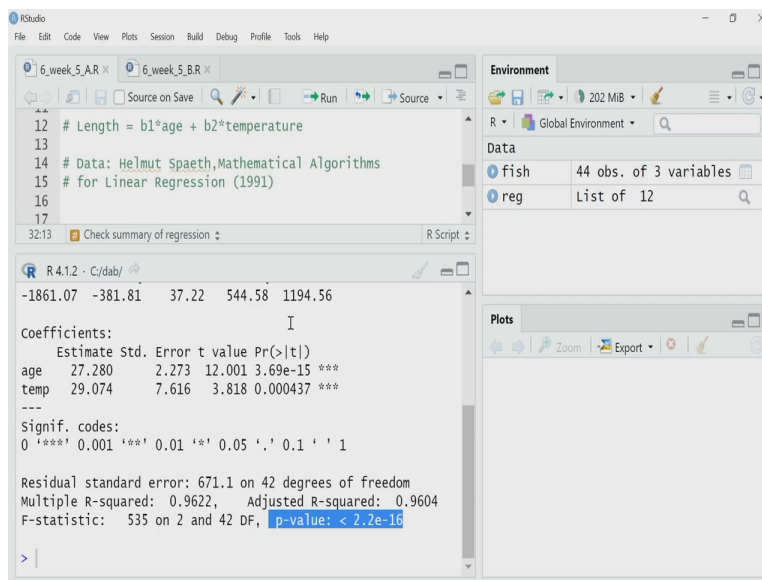 RStudio
File Edit Code View Plots Session Build Debug Profile Tools Help
6_week_5_A.R × 6_week_5_B.R ×
Source on Save Run Source
12 # Length = b1*age + b2*temperature
13
14 # Data: Helmut Spaeth,Mathematical Algorithms
15 # for Linear Regression (1991)
16
17
32:13 # Check summary of regression R Script
R 4.1.2 · C:/dab/
-1861.07 -381.81 37.22 544.58 1194.56
Coefficients:
Estimate Std. Error t value Pr(>|t|)
age 27.280 2.273 12.001 3.69e-15 ***
temp 29.074 7.616 3.818 0.000437 ***
---
Signif. codes:
0 ‘***’ 0.001 ‘**’ 0.01 ‘*’ 0.05 ‘.’ 0.1 ‘ ’ 1
Residual standard error: 671.1 on 42 degrees of freedom
Multiple R-squared: 0.9622, Adjusted R-squared: 0.9604
F-statistic: 535 on 2 and 42 DF, p-value: < 2.2e-16
>
Environment
202 MiB
R Global Environment
Data
fish 44 obs. of 3 variables
reg List of 12
Plots
Zoom Export